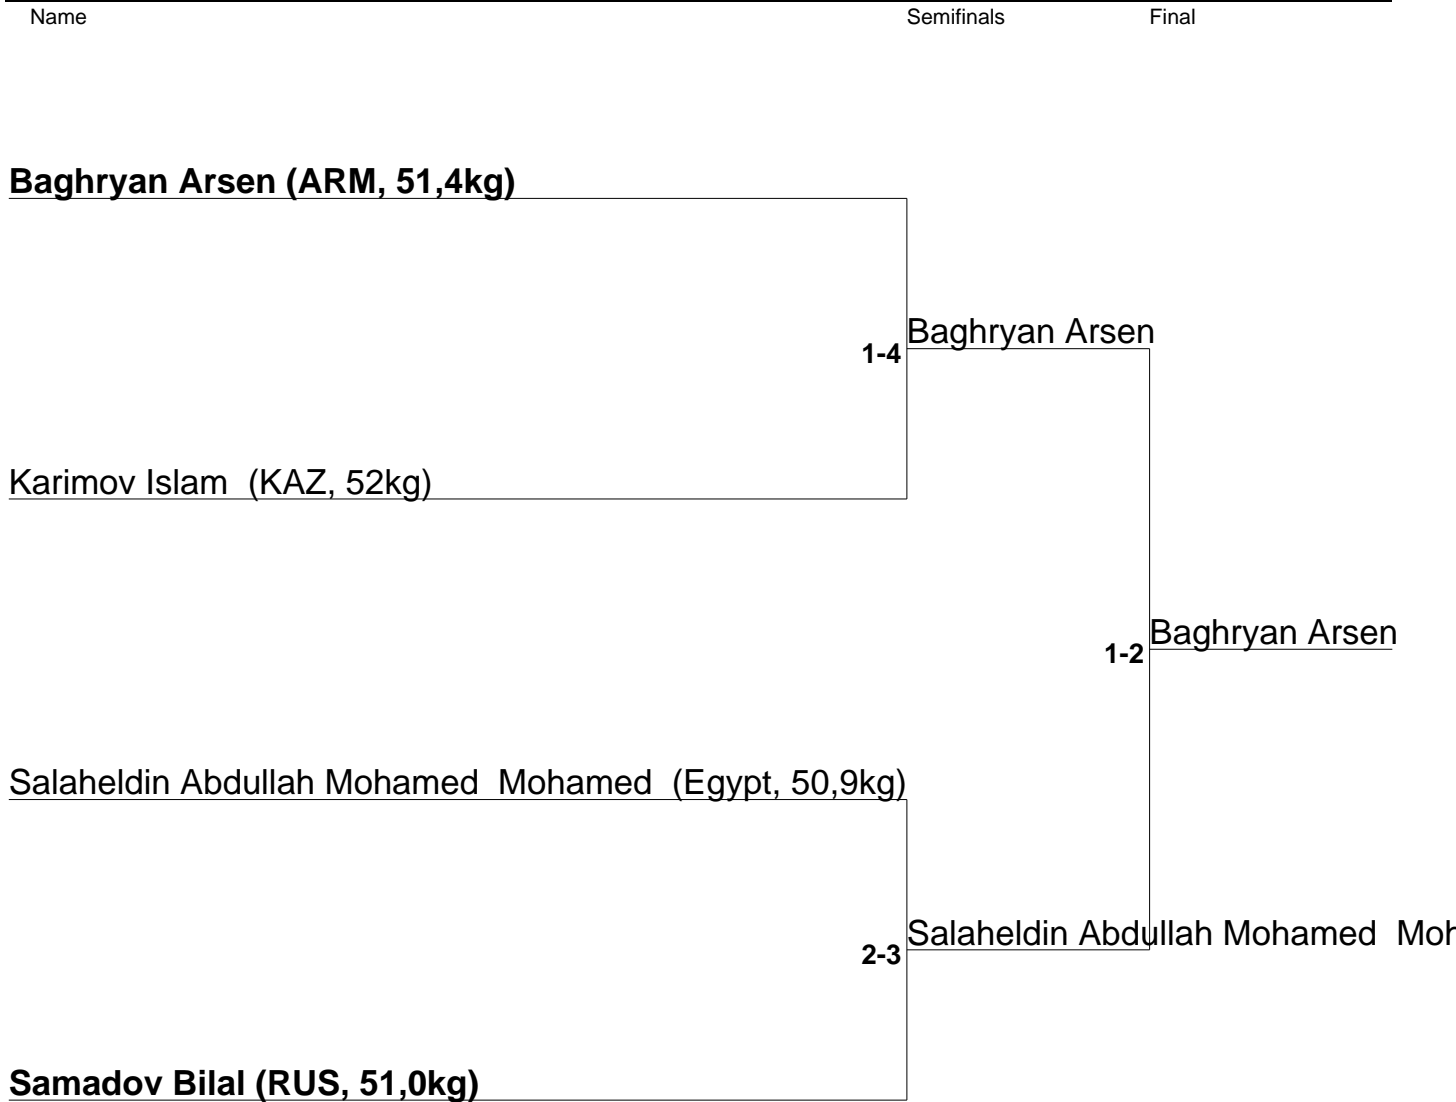 Name Semifinals Final
Baghryan Arsen (ARM, 51,4kg)
Baghryan Arsen
1-4
Karimov Islam  (KAZ, 52kg)
Baghryan Arsen
1-2
Salaheldin Abdullah Mohamed  Mohamed  (Egypt, 50,9kg)
Salaheldin Abdullah Mohamed  Moh
2-3
Samadov Bilal (RUS, 51,0kg)